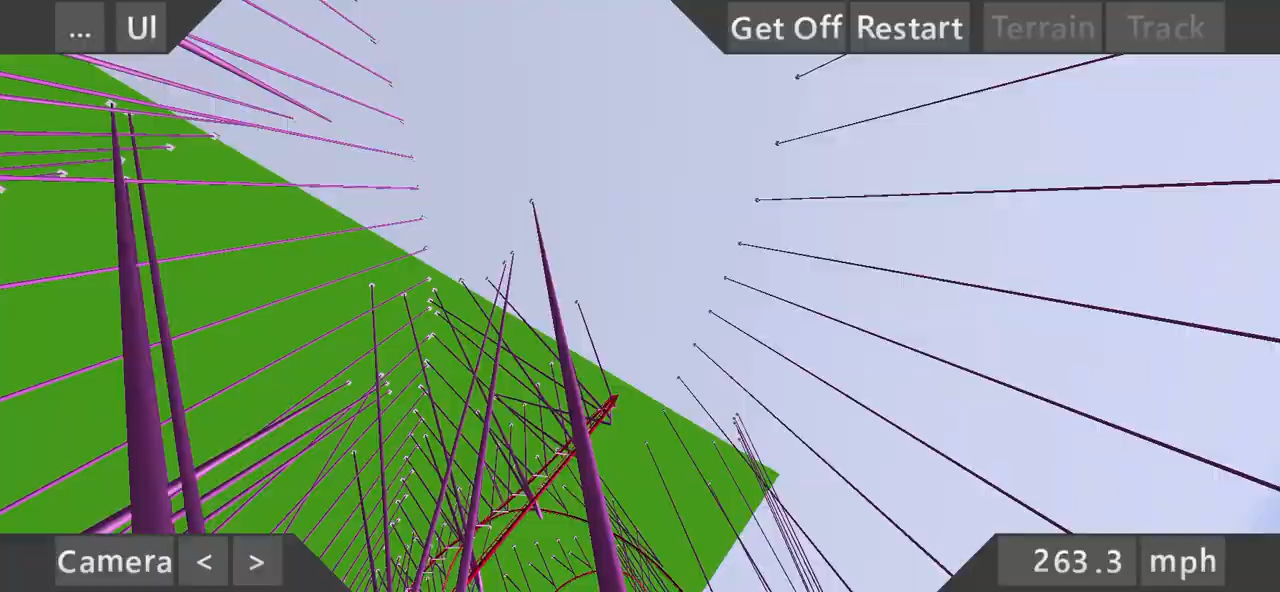 ... UI Get Off Restart Terrain Track
Camera < > 263.3 mph